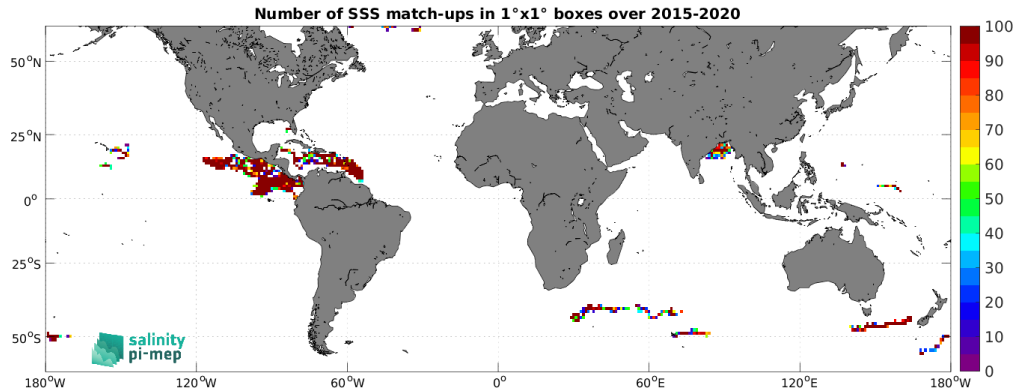 Number of SSS match-ups in 1°x1° boxes over 2015-2020
100
90
80
70
60
50
40
30
20
10
0
50°N
25°N
0°
25°S
50°S
salinity
pi-mep
180°W 120°W 60°W 0° 60°E 120°E 180°W